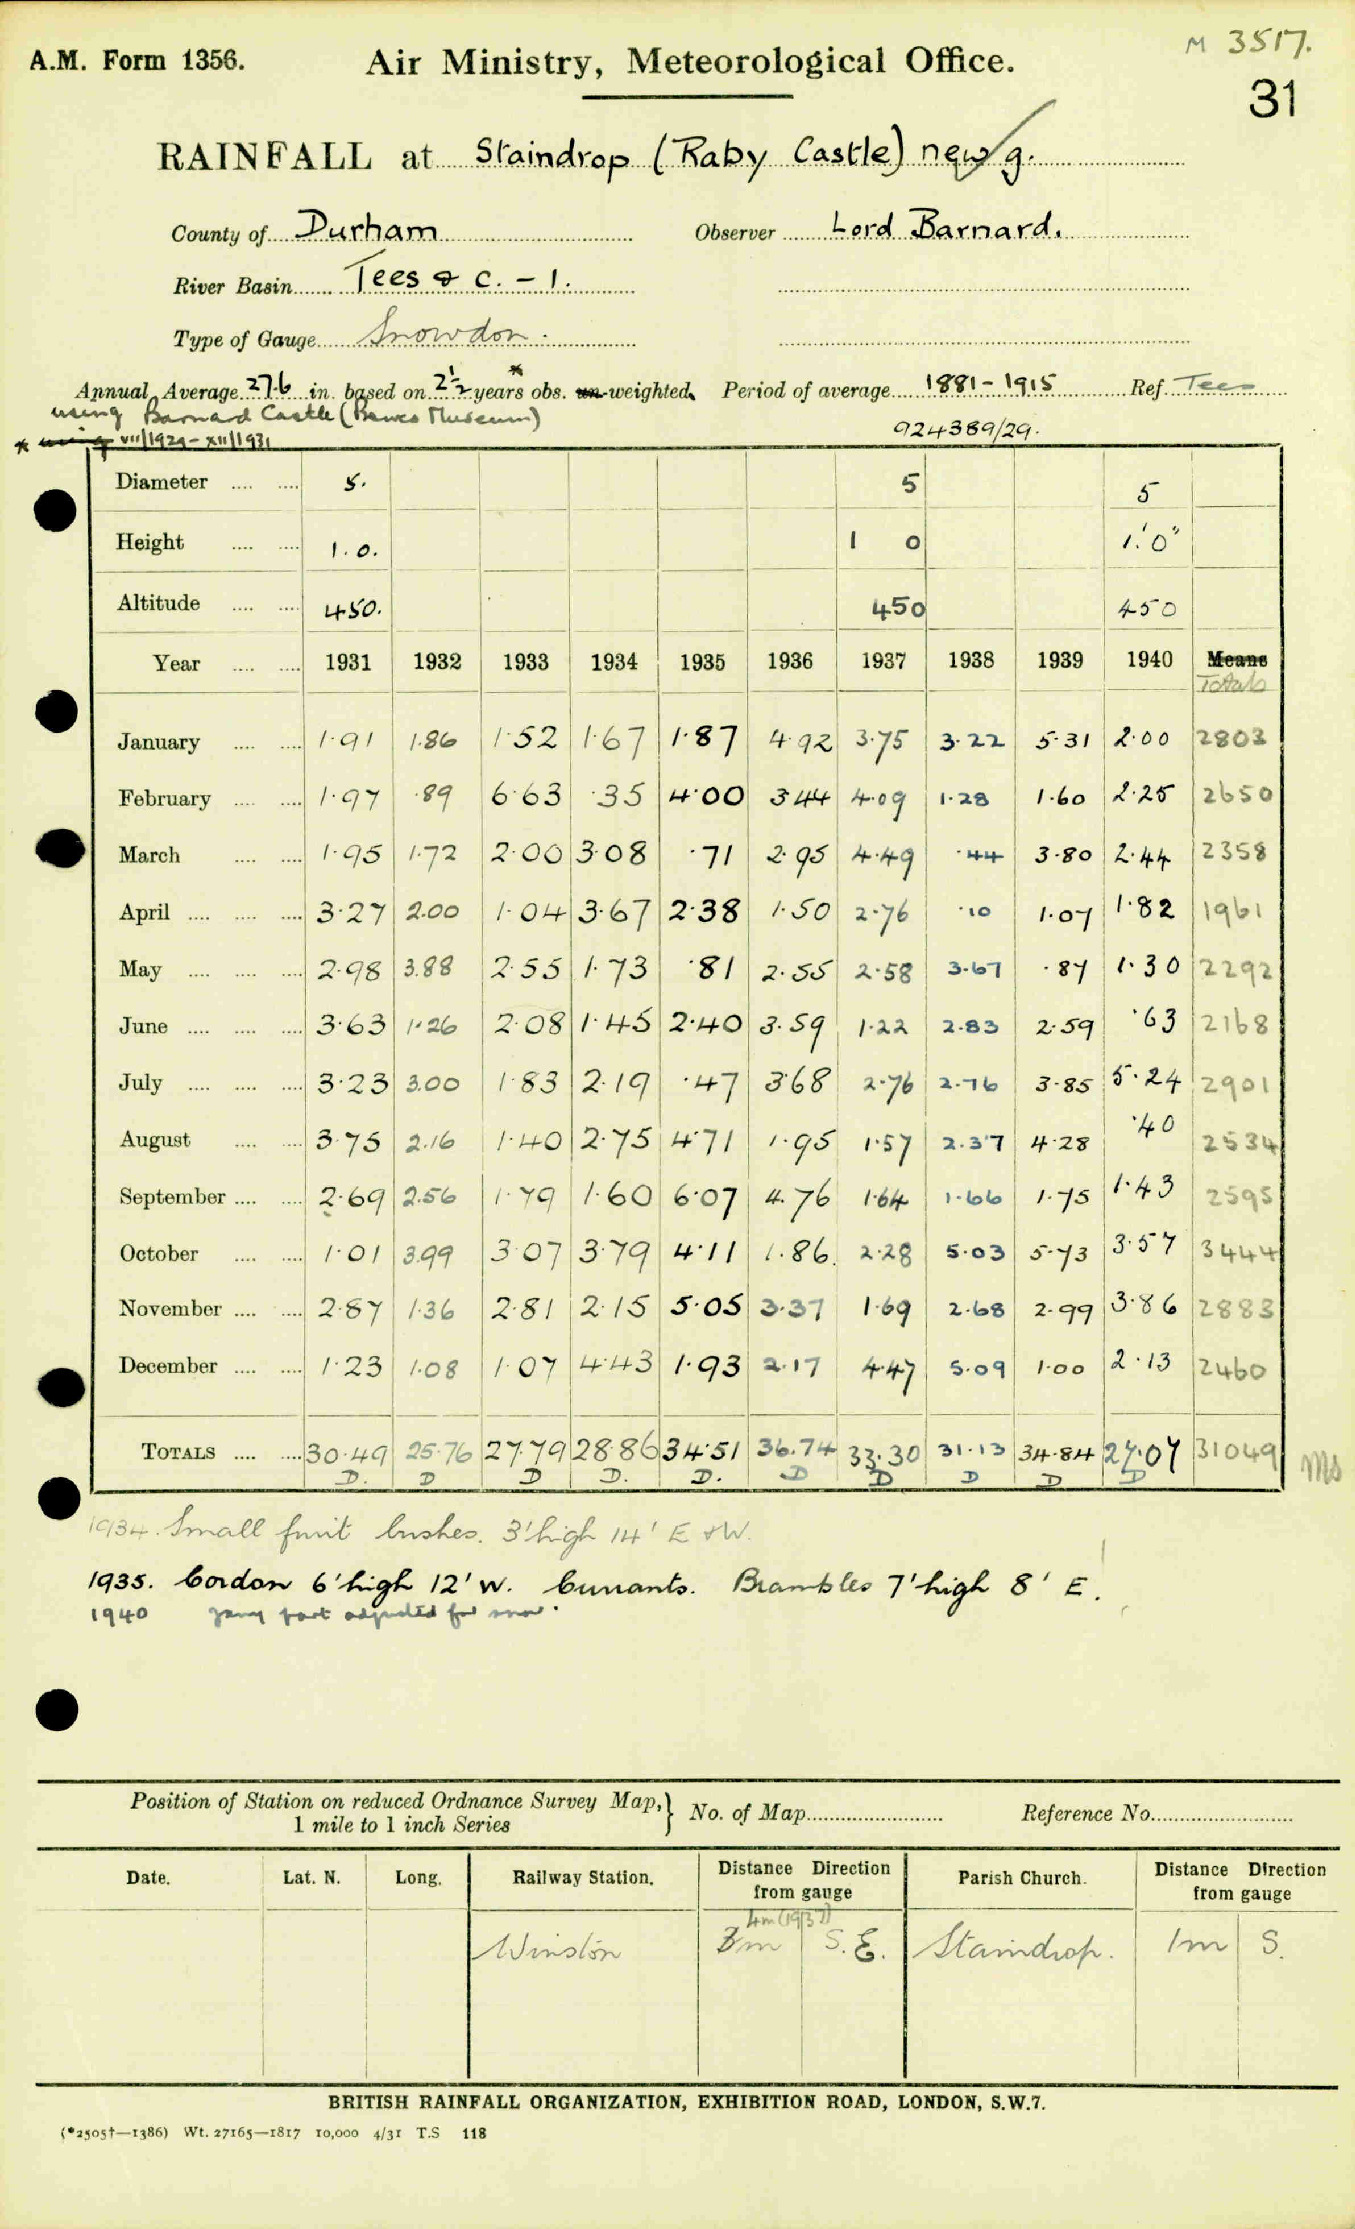 M 3517.
A.M. Form 1356. Air Ministry, Meteorological Office.
31
RAINFALL at Staindrop (Raby Castle) new g.
County of Durham Observer Lord Barnard.
River Basin Tees & C. - 1.
Type of Gauge Snowdon.
Annual Average 27.6 in. based on 2½ years* obs. un-weighted. Period of average 1881-1915 Ref. Tees
using Barnard Castle (Bowes Museum)
* using VII/1929-XII/1931 924389/29.
Diameter .... .... 5. 5 5
Height .... .... 1.0. 1 0 1'.0"
Altitude .... .... 450. 450 450
Year .... .... 1931 1932 1933 1934 1935 1936 1937 1938 1939 1940 Means
Totals
January .... .... 1.91 1.86 1.52 1.67 1.87 4.92 3.75 3.22 5.31 2.00 2803
February .... .... 1.97 .89 6.63 .35 4.00 3.44 4.09 1.28 1.60 2.25 2650
March .... .... 1.95 1.72 2.00 3.08 .71 2.95 4.49 .44 3.80 2.44 2358
April .... .... .... 3.27 2.00 1.04 3.67 2.38 1.50 2.76 .10 1.07 1.82 1961
May .... .... .... 2.98 3.88 2.55 1.73 .81 2.55 2.58 3.67 .87 1.30 2292
June .... .... .... 3.63 1.26 2.08 1.45 2.40 3.59 1.22 2.83 2.59 .63 2168
July .... .... .... 3.23 3.00 1.83 2.19 .47 3.68 2.76 2.76 3.85 5.24 2901
August .... .... 3.75 2.16 1.40 2.75 4.71 1.95 1.57 2.37 4.28 .40 2534
September .... .... 2.69 2.56 1.79 1.60 6.07 4.76 1.64 1.66 1.75 1.43 2595
October .... .... 1.01 3.99 3.07 3.79 4.11 1.86. 2.28 5.03 5.73 3.57 3444
November .... .... 2.87 1.36 2.81 2.15 5.05 3.37 1.69 2.68 2.99 3.86 2883
December .... .... 1.23 1.08 1.07 4.43 1.93 2.17 4.47 5.09 1.00 2.13 2460
TOTALS .... .... 30.49 25.76 27.79 28.86 34.51 36.74 33.30 31.13 34.84 27.07 31049 Ms
D. D D D. D. D D D D D
1934. Small fruit bushes. 3' high 14' E & W.
1935. Cordon 6' high 12' W. Currants. Brambles 7' high 8' E.
1940 Jany part adjusted for snow.
Position of Station on reduced Ordnance Survey Map,} No. of Map Reference No.
1 mile to 1 inch Series
Date. Lat. N. Long. Railway Station. Distance Direction from gauge Parish Church. Distance Direction from gauge
4m (1937)
Winston 3m S.E. Staindrop. 1m S.
BRITISH RAINFALL ORGANIZATION, EXHIBITION ROAD, LONDON, S.W.7.
(*2505†—1386) Wt. 27165—1817 10,000 4/31 T.S 118